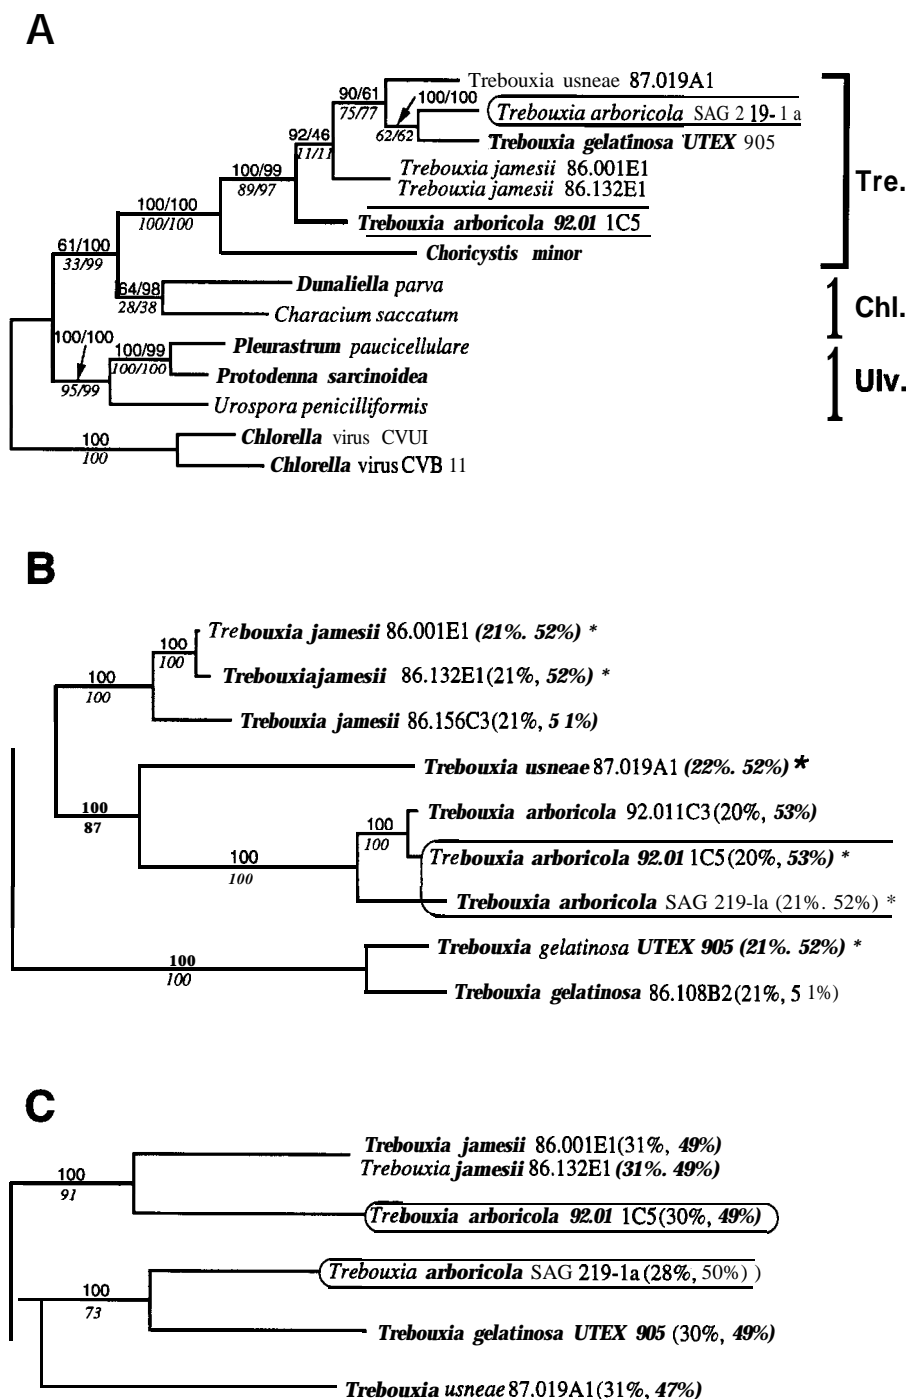 A
Trebouxia usneae 87.019A1
90/61
75/77
100/100
Trebouxia arboricola SAG 2 19- 1 a
62/62
Trebouxia gelatinosa UTEX 905
92/46
11/11
Trebouxia jamesii 86.001E1
Trebouxia jamesii 86.132E1
100/99
89/97
Tre.
100/100
100/100
Trebouxia arboricola 92.01 1C5
61/100
33/99
Choricystis minor
64/98
28/38
Dunaliella parva
Characium saccatum
Chl.
100/100
100/99
100/100
Pleurastrum paucicellulare
95/99
Protodenna sarcinoidea
Ulv.
Urospora penicilliformis
100
100
Chlorella virus CVUI
Chlorella virus CVB 11
B
Trebouxia jamesii 86.001E1 (21%. 52%) *
100
100
Trebouxiajamesii 86.132E1(21%, 52%) *
100
100
Trebouxia jamesii 86.156C3(21%, 5 1%)
Trebouxia usneae 87.019A1 (22%. 52%) *
100
87
Trebouxia arboricola 92.011C3(20%, 53%)
100
100
100
100
Trebouxia arboricola 92.01 1C5(20%, 53%) *
Trebouxia arboricola SAG 219-la (21%. 52%) *
Trebouxia gelatinosa UTEX 905 (21%. 52%) *
100
100
Trebouxia gelatinosa 86.108B2(21%, 5 1%)
C
Trebouxia jamesii 86.001E1(31%, 49%)
Trebouxia jamesii 86.132E1(31%. 49%)
100
91
Trebouxia arboricola 92.01 1C5(30%, 49%)
Trebouxia arboricola SAG 219-1a(28%, 50%) )
100
73
Trebouxia gelatinosa UTEX 905 (30%, 49%)
Trebouxia usneae 87.019A1(31%, 47%)